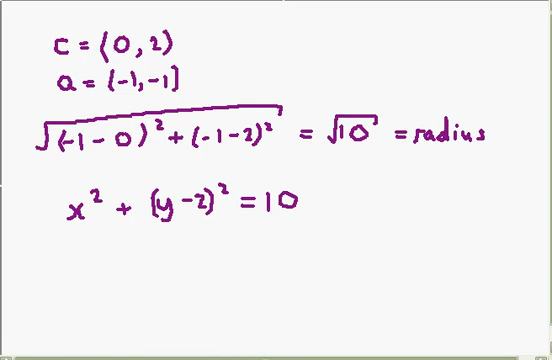 C = (0, 2)
a = (-1, -1]
√(-1 - 0)² + (-1 - 2)² = √10 = radius
x² + (y - 2)² = 10